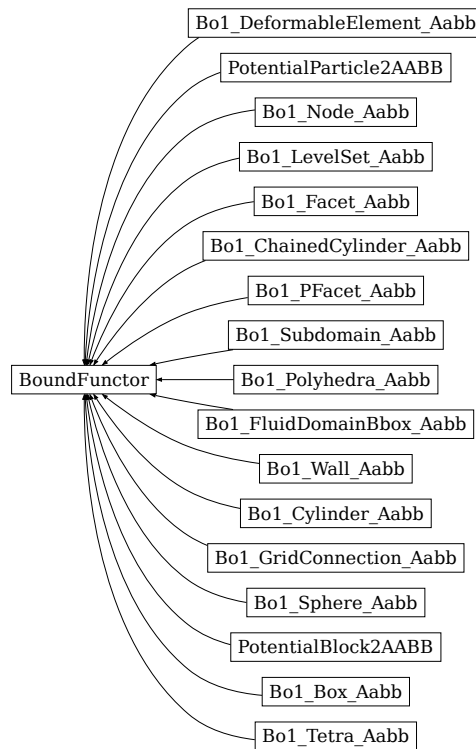 Bo1_DeformableElement_Aabb
PotentialParticle2AABB
Bo1_Node_Aabb
Bo1_LevelSet_Aabb
Bo1_Facet_Aabb
Bo1_ChainedCylinder_Aabb
Bo1_PFacet_Aabb
Bo1_Subdomain_Aabb
BoundFunctor
Bo1_Polyhedra_Aabb
Bo1_FluidDomainBbox_Aabb
Bo1_Wall_Aabb
Bo1_Cylinder_Aabb
Bo1_GridConnection_Aabb
Bo1_Sphere_Aabb
PotentialBlock2AABB
Bo1_Box_Aabb
Bo1_Tetra_Aabb